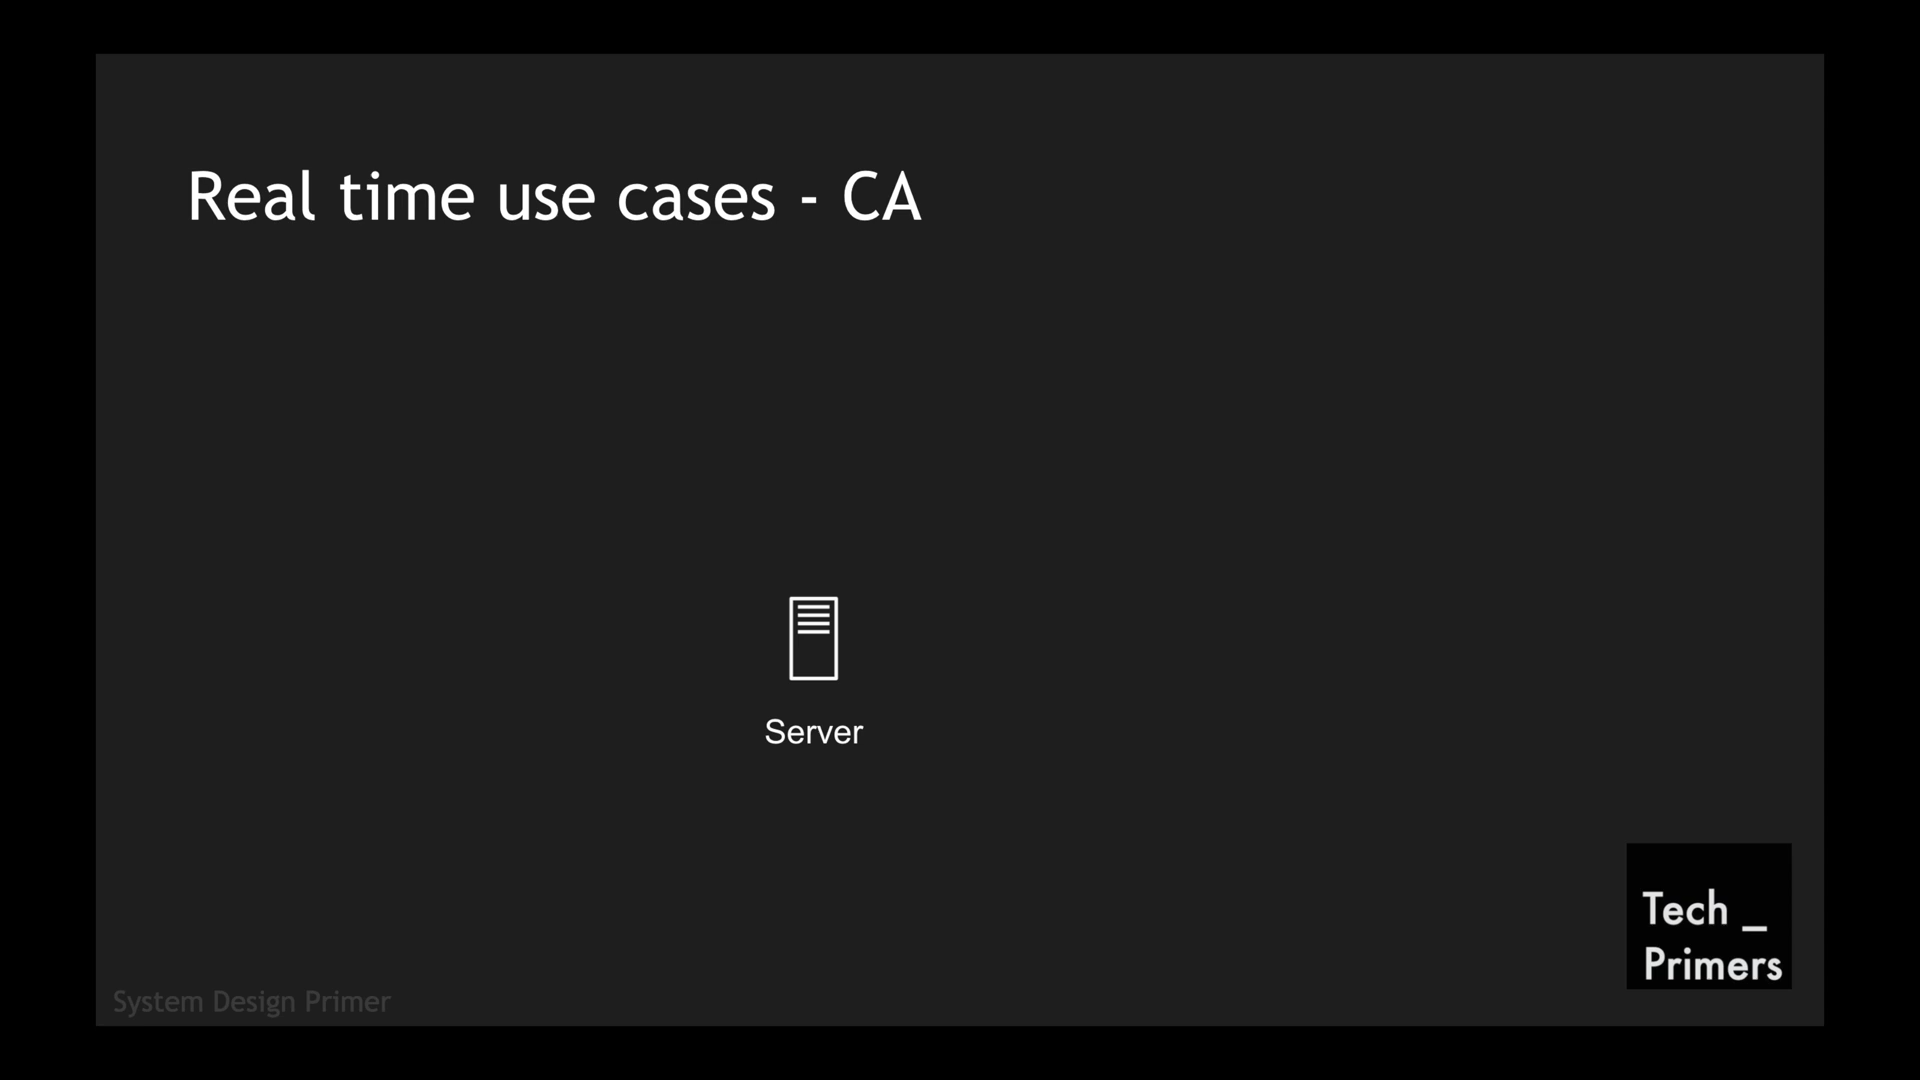 Real time use cases - CA
Server
Tech _
Primers
System Design Primer